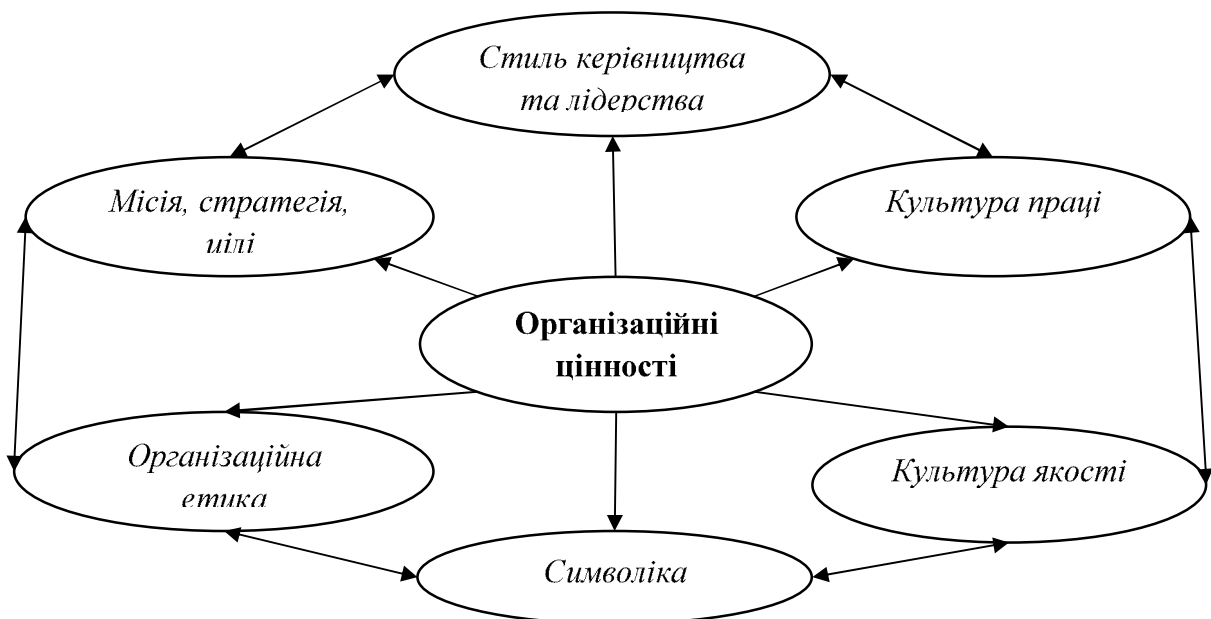 Стиль керівництва
та лідерства
Місія, стратегія,
цілі
Культура праці
Організаційні
цінності
Організаційна
етика
Культура якості
Символіка